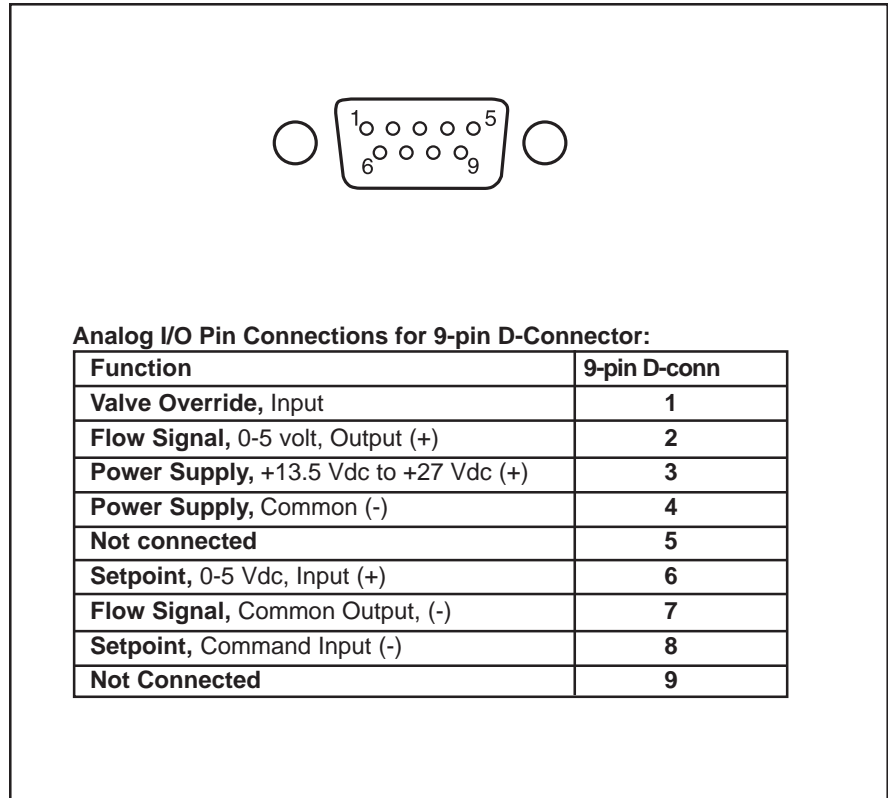 1 5
6 9
Analog I/O Pin Connections for 9-pin D-Connector:
Function 9-pin D-conn
Valve Override, Input 1
Flow Signal, 0-5 volt, Output (+) 2
Power Supply, +13.5 Vdc to +27 Vdc (+) 3
Power Supply, Common (-) 4
Not connected 5
Setpoint, 0-5 Vdc, Input (+) 6
Flow Signal, Common Output, (-) 7
Setpoint, Command Input (-) 8
Not Connected 9